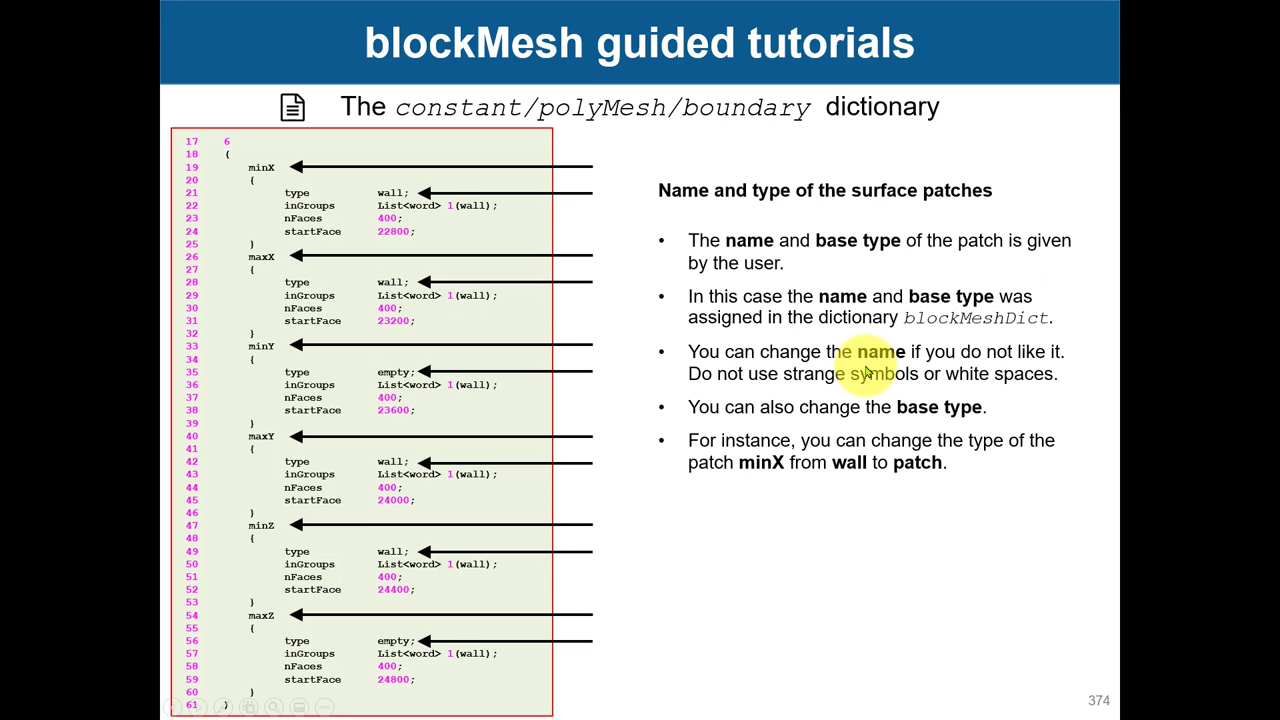 blockMesh guided tutorials
The constant/polyMesh/boundary dictionary
17 6
18 (
19 minX
20 {
21 type wall;
22 inGroups List<word> 1(wall);
23 nFaces 400;
24 startFace 22800;
25 }
26 maxX
27 {
28 type wall;
29 inGroups List<word> 1(wall);
30 nFaces 400;
31 startFace 23200;
32 }
33 minY
34 {
35 type empty;
36 inGroups List<word> 1(wall);
37 nFaces 400;
38 startFace 23600;
39 }
40 maxY
41 {
42 type wall;
43 inGroups List<word> 1(wall);
44 nFaces 400;
45 startFace 24000;
46 }
47 minZ
48 {
49 type wall;
50 inGroups List<word> 1(wall);
51 nFaces 400;
52 startFace 24400;
53 }
54 maxZ
55 {
56 type empty;
57 inGroups List<word> 1(wall);
58 nFaces 400;
59 startFace 24800;
60 }
61 )
Name and type of the surface patches
• The name and base type of the patch is given
by the user.
• In this case the name and base type was
assigned in the dictionary blockMeshDict.
• You can change the name if you do not like it.
Do not use strange symbols or white spaces.
• You can also change the base type.
• For instance, you can change the type of the
patch minX from wall to patch.
374